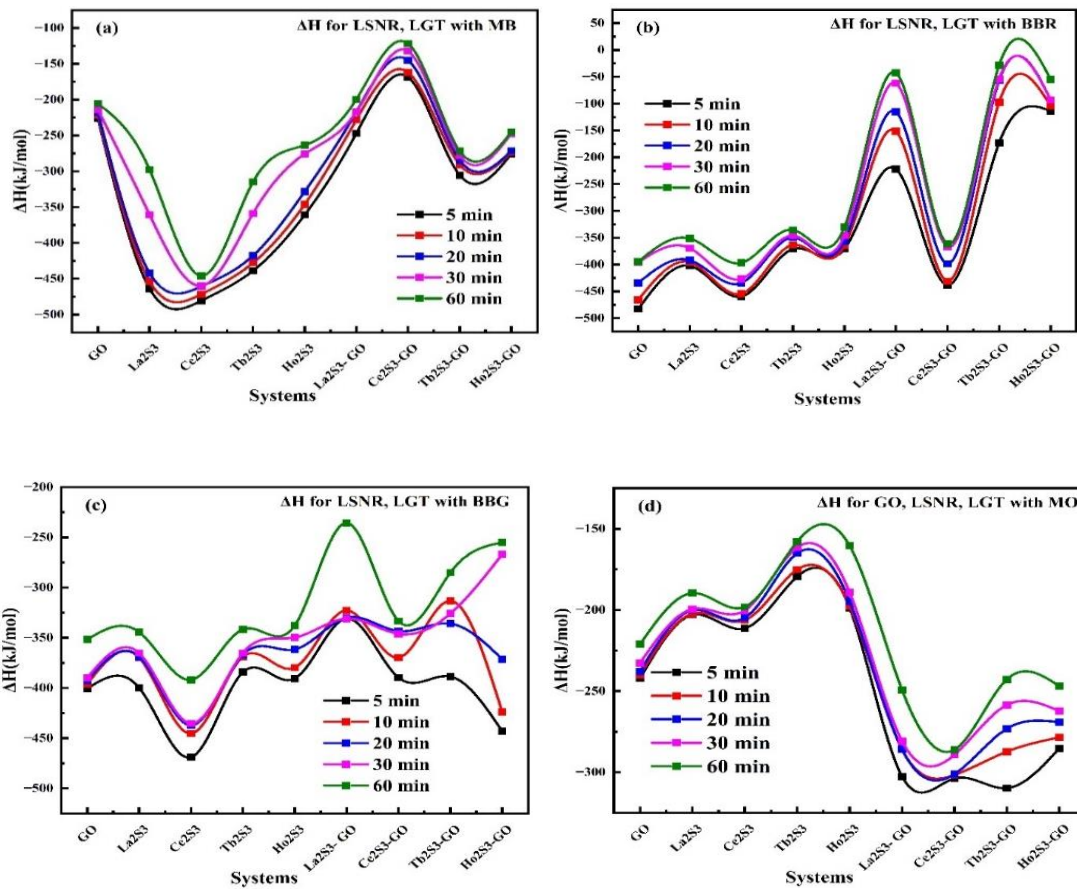 (a)
ΔH for LSNR, LGT with MB
ΔH(kJ/mol)
−100
−150
−200
−250
−300
−350
−400
−450
−500
5 min
10 min
20 min
30 min
60 min
GO
La2S3
Ce2S3
Tb2S3
Ho2S3
La2S3- GO
Ce2S3-GO
Tb2S3-GO
Ho2S3-GO
Systems
(b)
ΔH for LSNR, LGT with BBR
ΔH(kJ/mol)
50
0
−50
−100
−150
−200
−250
−300
−350
−400
−450
−500
5 min
10 min
20 min
30 min
60 min
GO
La2S3
Ce2S3
Tb2S3
Ho2S3
La2S3- GO
Ce2S3-GO
Tb2S3-GO
Ho2S3-GO
Systems
(c)
ΔH for LSNR, LGT with BBG
ΔH(kJ/mol)
−200
−250
−300
−350
−400
−450
−500
5 min
10 min
20 min
30 min
60 min
GO
La2S3
Ce2S3
Tb2S3
Ho2S3
La2S3- GO
Ce2S3-GO
Tb2S3-GO
Ho2S3-GO
Systems
(d)
ΔH for GO, LSNR, LGT with MO
ΔH(kJ/mol)
−150
−200
−250
−300
5 min
10 min
20 min
30 min
60 min
GO
La2S3
Ce2S3
Tb2S3
Ho2S3
La2S3- GO
Ce2S3-GO
Tb2S3-GO
Ho2S3-GO
Systems